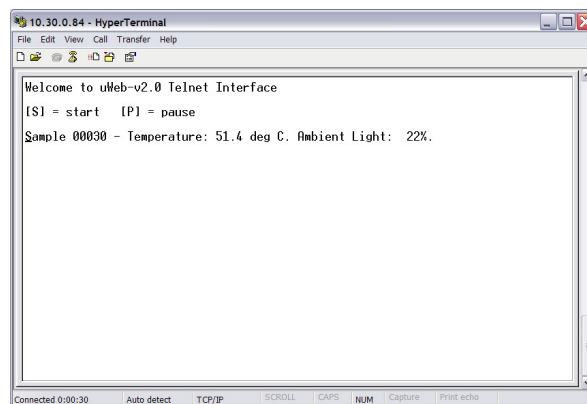 10.30.0.84 - HyperTerminal
File Edit View Call Transfer Help
Welcome to uWeb-v2.0 Telnet Interface
[S] = start [P] = pause
Sample 00030 - Temperature: 51.4 deg C. Ambient Light: 22%.
Connected 0:00:30 Auto detect TCP/IP SCROLL CAPS NUM Capture Print echo